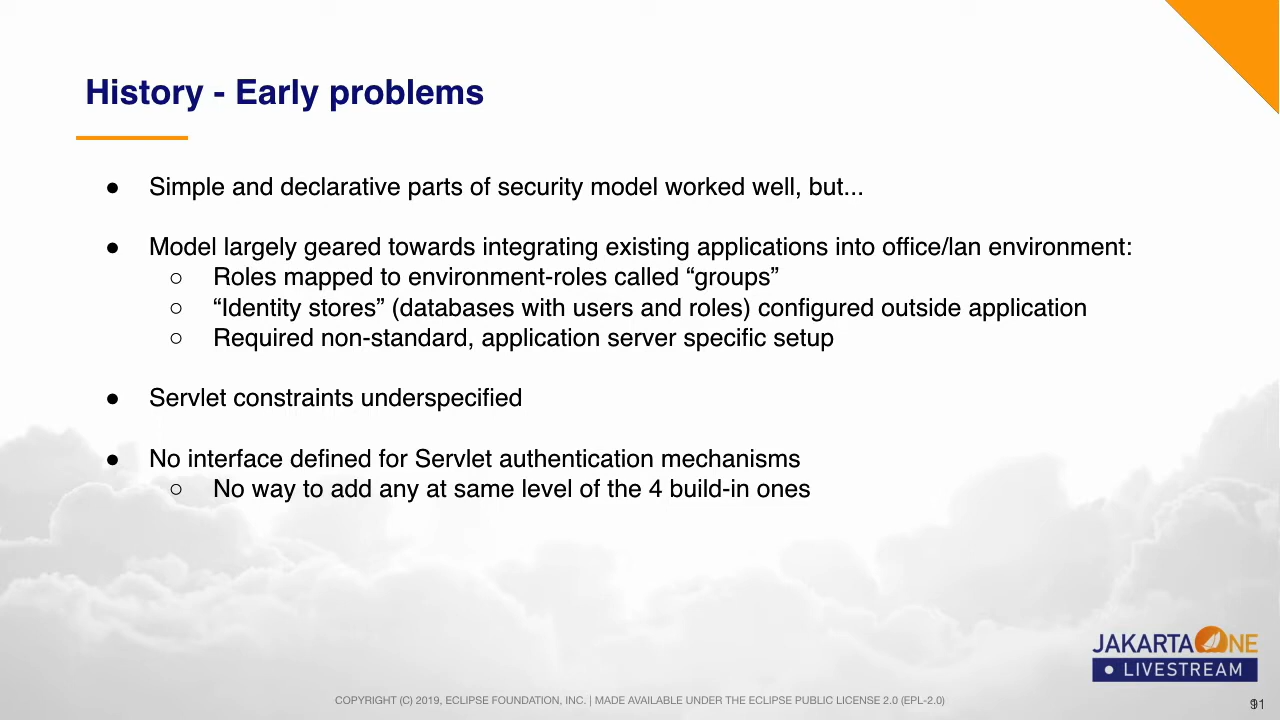 History - Early problems
● Simple and declarative parts of security model worked well, but...
● Model largely geared towards integrating existing applications into office/lan environment:
○ Roles mapped to environment-roles called “groups”
○ “Identity stores” (databases with users and roles) configured outside application
○ Required non-standard, application server specific setup
● Servlet constraints underspecified
● No interface defined for Servlet authentication mechanisms
○ No way to add any at same level of the 4 build-in ones
JAKARTAONE
● LIVESTREAM
COPYRIGHT (C) 2019, ECLIPSE FOUNDATION, INC. | MADE AVAILABLE UNDER THE ECLIPSE PUBLIC LICENSE 2.0 (EPL-2.0)